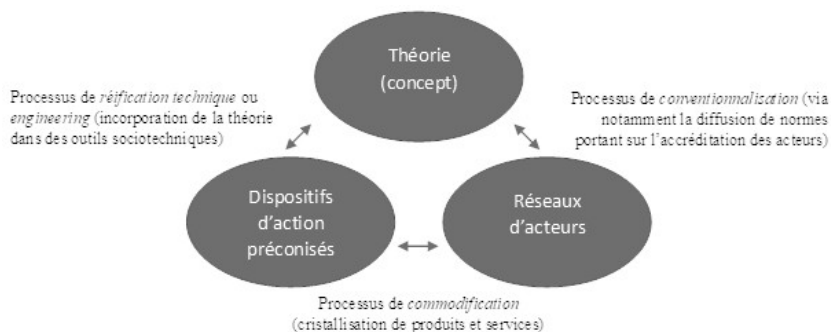 Théorie
(concept)
Processus de réification technique ou
engineering (incorporation de la théorie
dans des outils sociotechniques)
Processus de conventionnalization (via
notamment la diffusion de normes
portant sur l'accréditation des acteurs)
Dispositifs
d'action
préconisés
Réseaux
d'acteurs
Processus de commodification
(cristallisation de produits et services)